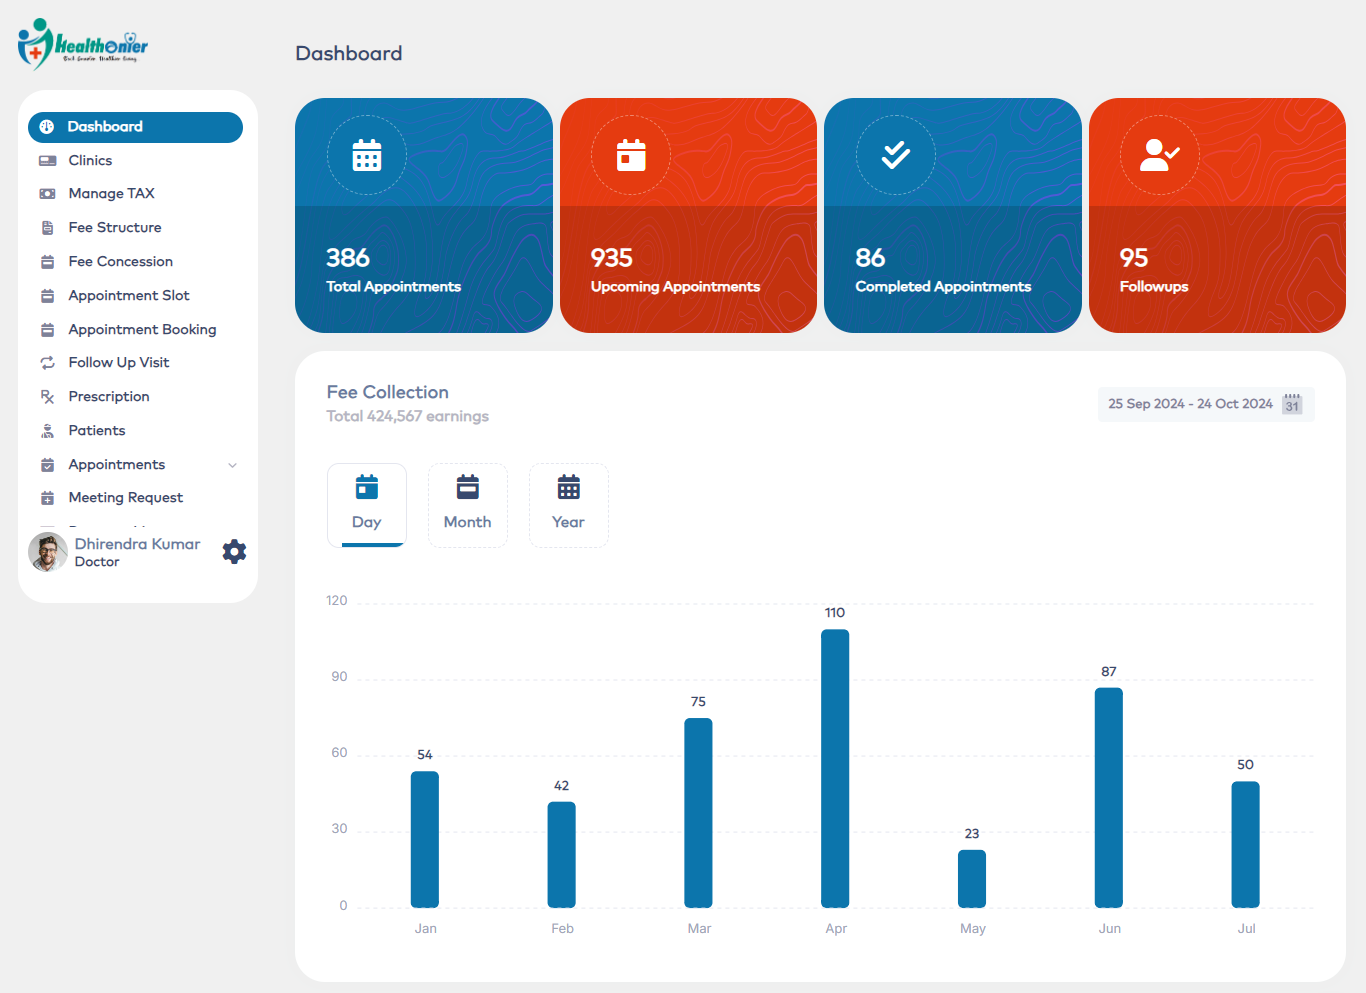 Healthonier
Dashboard
Dashboard
Clinics
Manage TAX
Fee Structure
Fee Concession
Appointment Slot
Appointment Booking
Follow Up Visit
Prescription
Patients
Appointments
Meeting Request
Dhirendra Kumar
Doctor
386
Total Appointments
935
Upcoming Appointments
86
Completed Appointments
95
Followups
Fee Collection
Total 424,567 earnings
25 Sep 2024 - 24 Oct 2024
31
Day
Month
Year
120
90
60
30
0
54
42
75
110
23
87
50
Jan
Feb
Mar
Apr
May
Jun
Jul